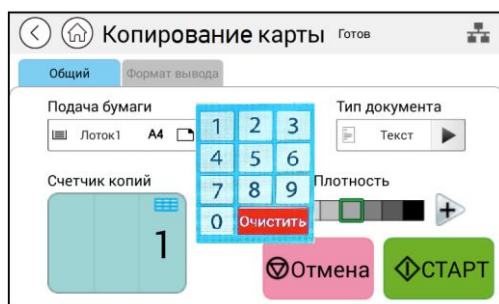 Копирование карты Готов
Общий Формат вывода
Подача бумаги Тип документа
Лоток1 A4 Текст
1 2 3
4 5 6
Счетчик копий Плотность
7 8 9
0 Очистить
1
Отмена СТАРТ